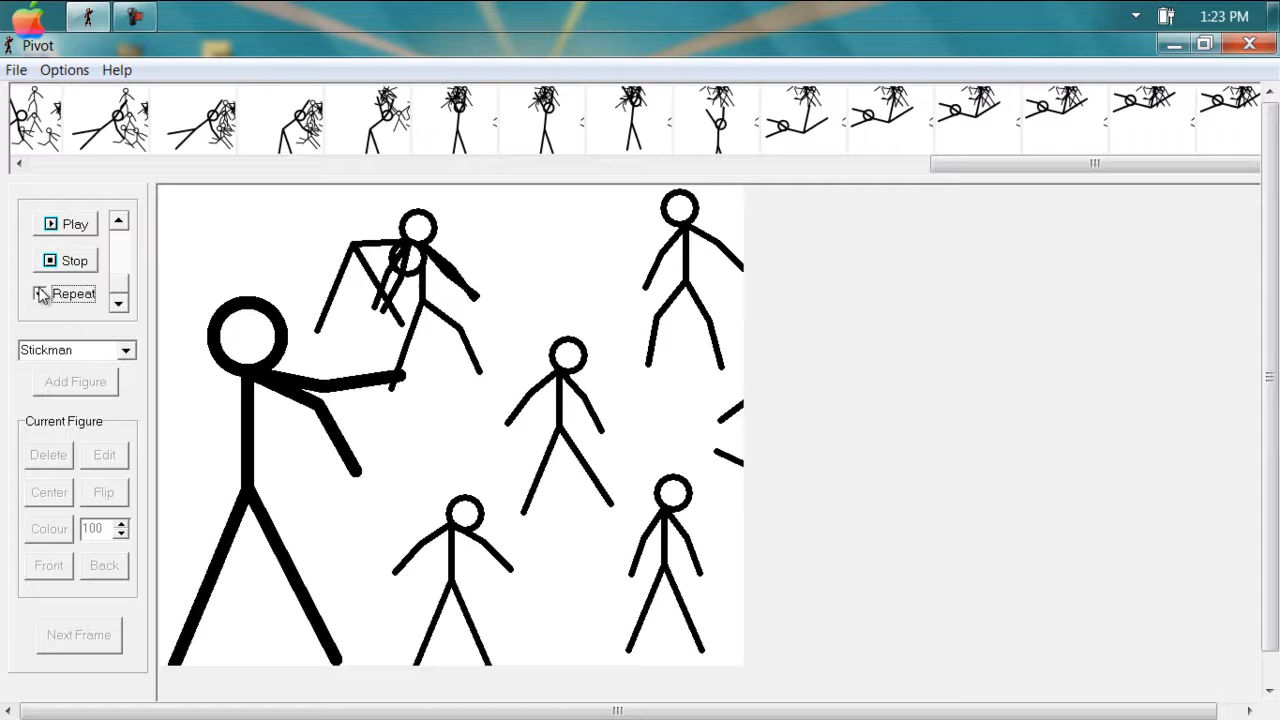 1:23 PM
Pivot
File Options Help
Play
Stop
Repeat
Stickman
Add Figure
Current Figure
Delete Edit
Center Flip
Colour 100
Front Back
Next Frame